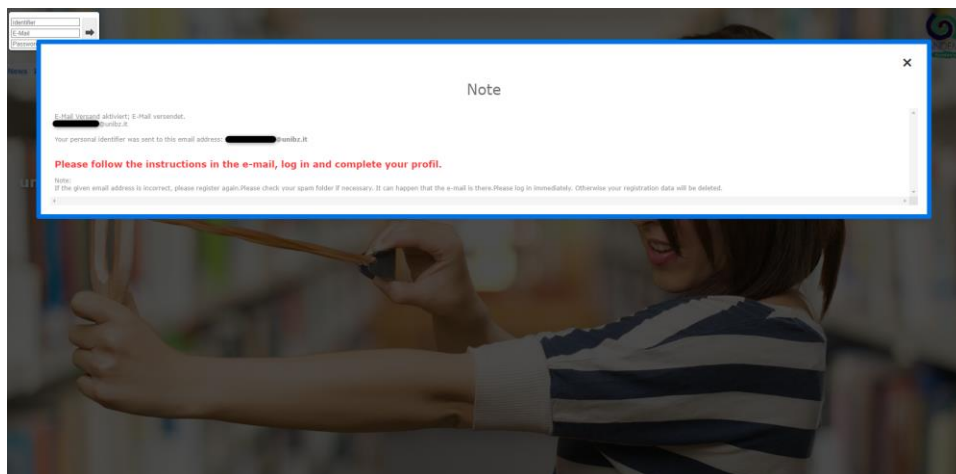 Identifier
E-Mail
Password
News
Note
E-Mail Versand aktiviert; E-Mail versendet.
@unibz.it
Your personal identifier was sent to this email address: @unibz.it
Please follow the instructions in the e-mail, log in and complete your profil.
Note:
If the given email address is incorrect, please register again.Please check your spam folder if necessary. It can happen that the e-mail is there.Please log in immediately. Otherwise your registration data will be deleted.